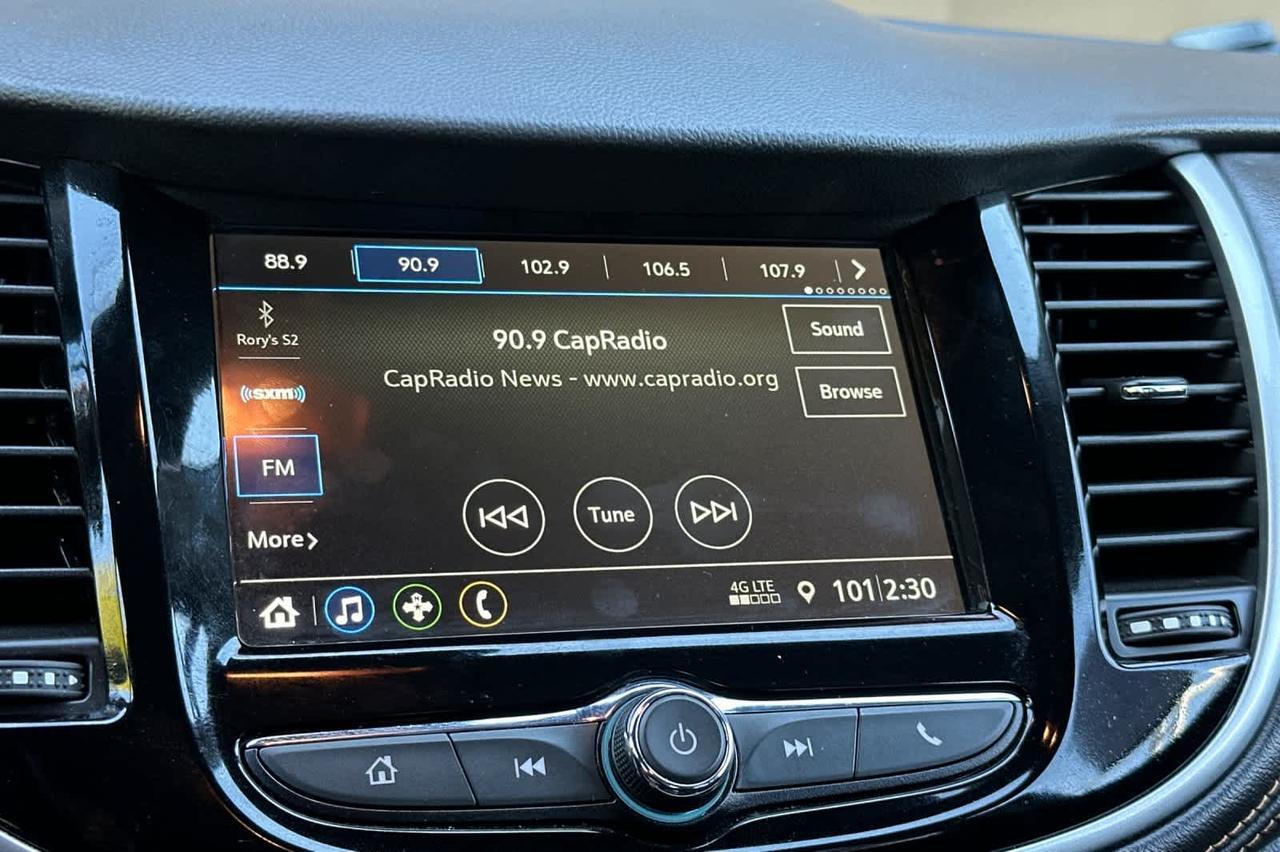 88.9 90.9 102.9 106.5 107.9
Rory's S2
90.9 CapRadio
Sound
CapRadio News - www.capradio.org
sxm
Browse
FM
Tune
More
4G LTE
101 2:30